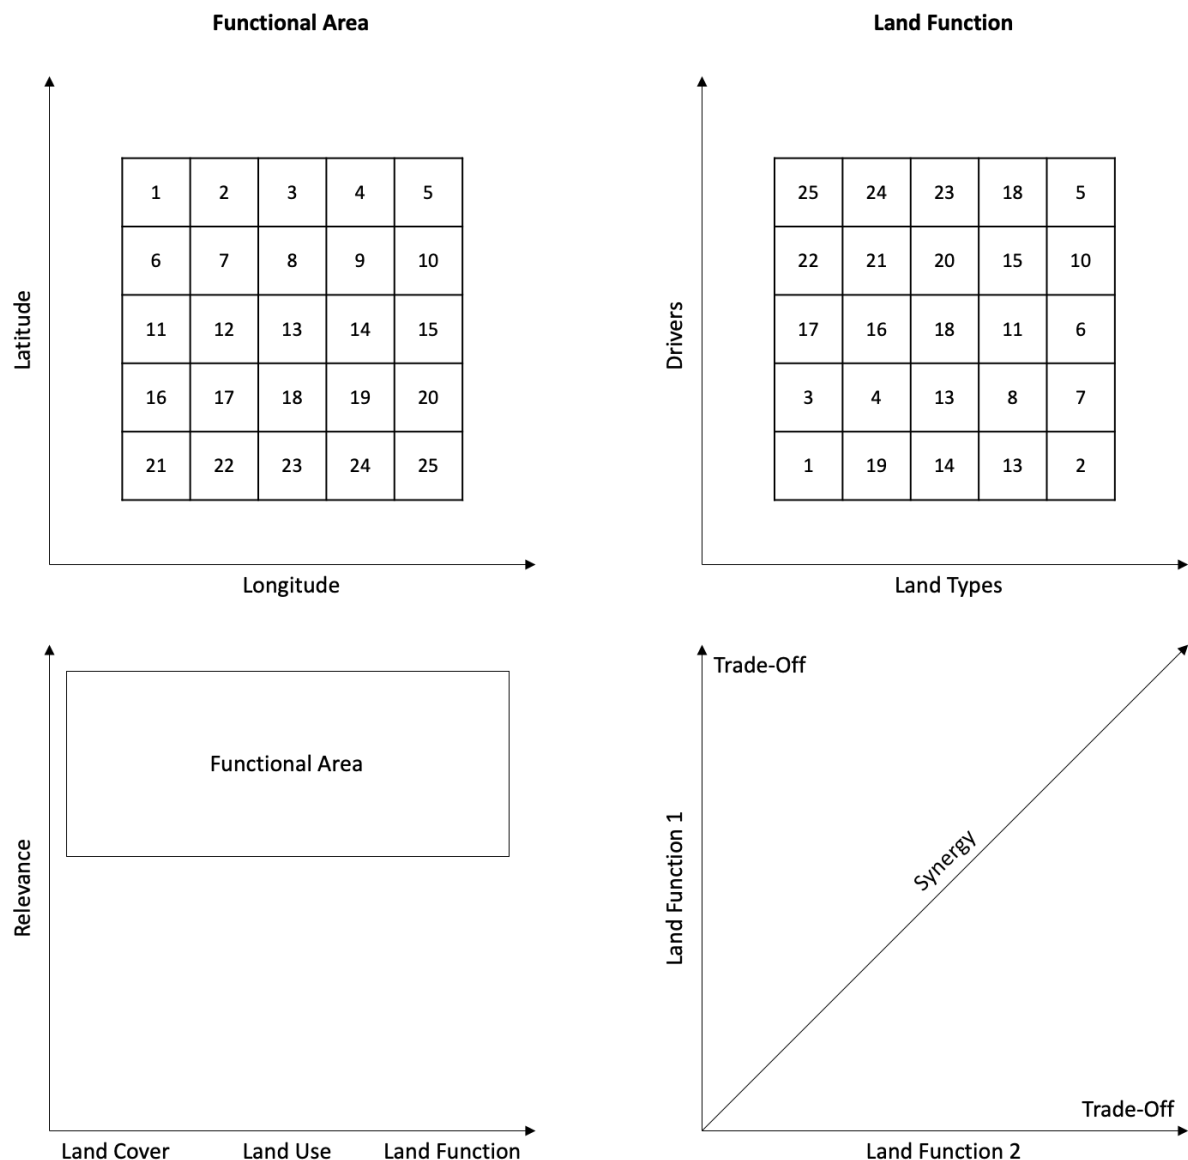 Functional Area
Land Function
Latitude
1 2 3 4 5
6 7 8 9 10
11 12 13 14 15
16 17 18 19 20
21 22 23 24 25
Longitude
Drivers
25 24 23 18 5
22 21 20 15 10
17 16 18 11 6
3 4 13 8 7
1 19 14 13 2
Land Types
Relevance
Functional Area
Land Cover
Land Use
Land Function
Land Function 1
Trade-Off
Synergy
Trade-Off
Land Function 2